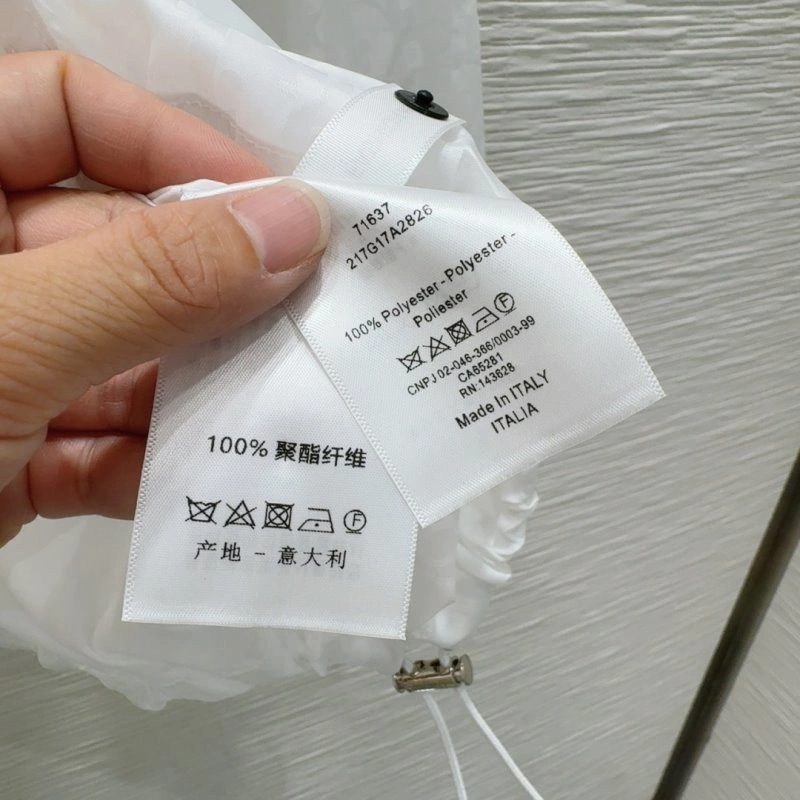 71637
217G17A2826
100% Polyester - Polyester -
Poliester
F
CNPJ 02-046-386/0003-99
CA65281
RN:143628
Made In ITALY
ITALIA
100% 聚酯纤维
F
产地 - 意大利